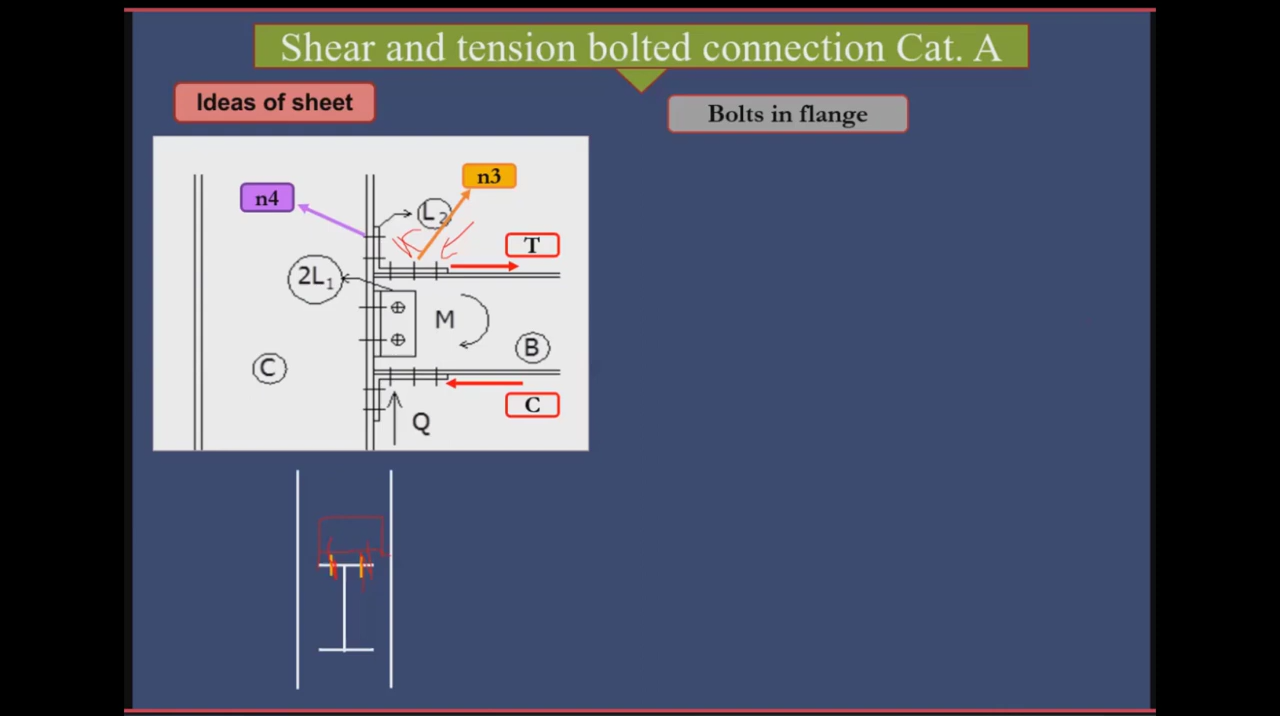 Shear and tension bolted connection Cat. A
Ideas of sheet
Bolts in flange
n3
n4
L2
T
2L1
M
B
C
C
Q